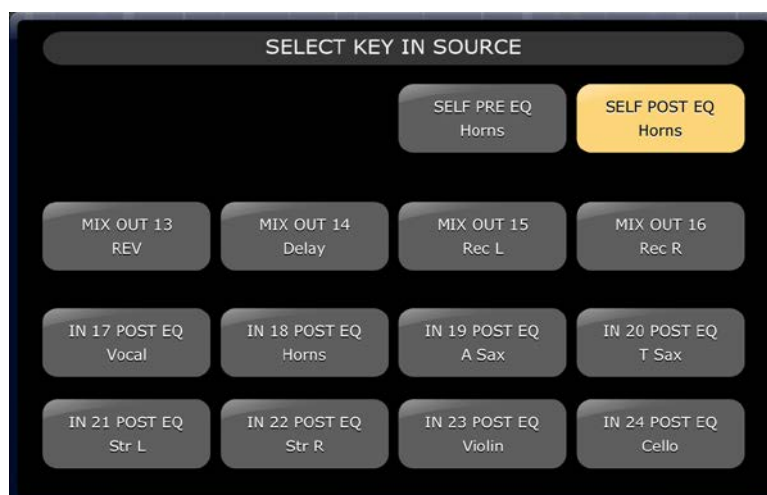 SELECT KEY IN SOURCE
SELF PRE EQ
Horns
SELF POST EQ
Horns
MIX OUT 13
REV
MIX OUT 14
Delay
MIX OUT 15
Rec L
MIX OUT 16
Rec R
IN 17 POST EQ
Vocal
IN 18 POST EQ
Horns
IN 19 POST EQ
A Sax
IN 20 POST EQ
T Sax
IN 21 POST EQ
Str L
IN 22 POST EQ
Str R
IN 23 POST EQ
Violin
IN 24 POST EQ
Cello